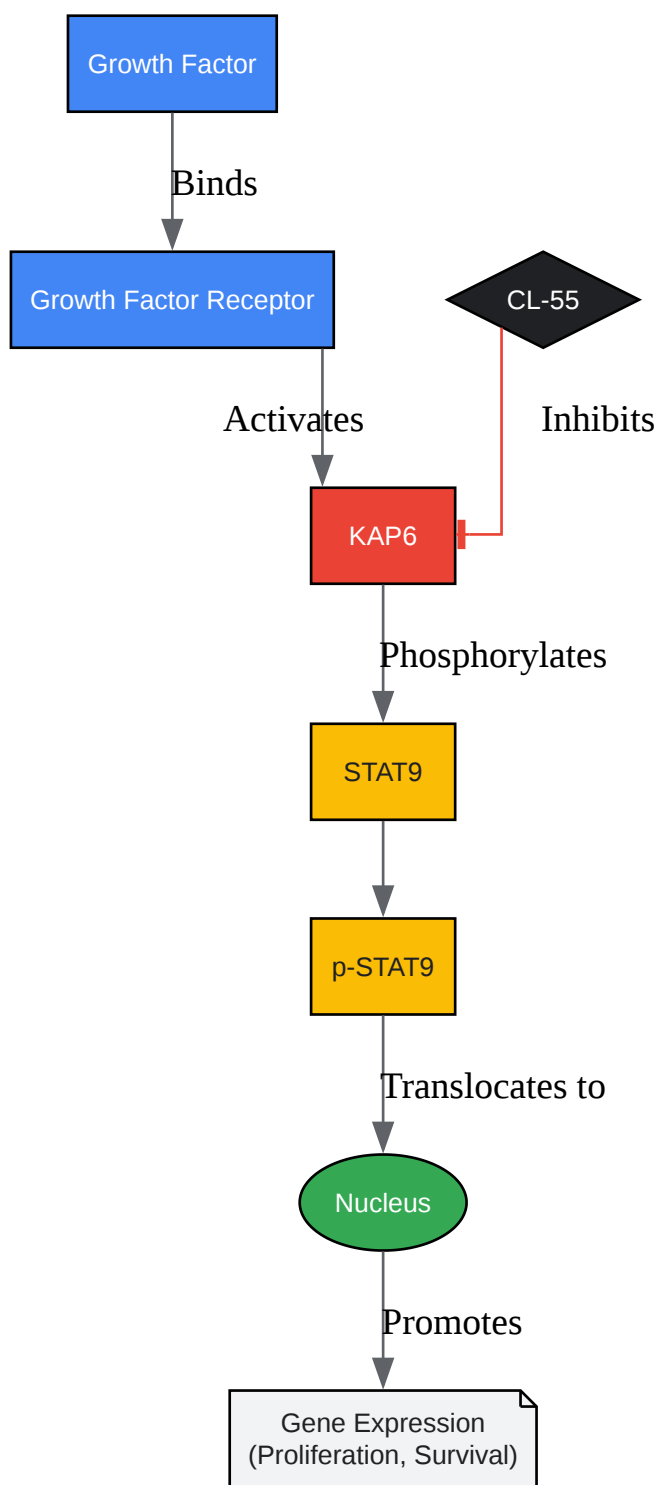 Growth Factor
Binds
Growth Factor Receptor
CL-55
Activates
Inhibits
KAP6
Phosphorylates
STAT9
p-STAT9
Translocates to
Nucleus
Promotes
Gene Expression
(Proliferation, Survival)